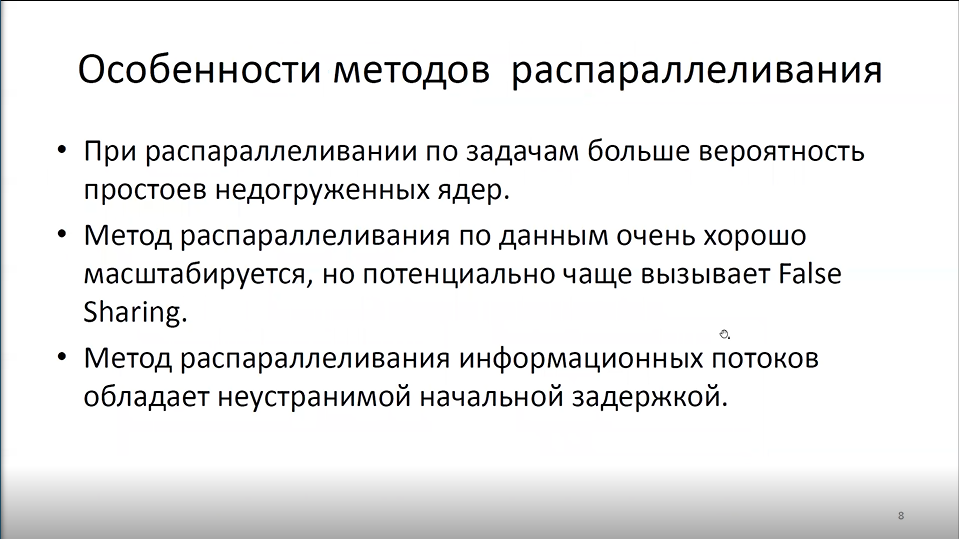 Особенности методов распараллеливания
• При распараллеливании по задачам больше вероятность
простоев недогруженных ядер.
• Метод распараллеливания по данным очень хорошо
масштабируется, но потенциально чаще вызывает False
Sharing.
• Метод распараллеливания информационных потоков
обладает неустранимой начальной задержкой.
8